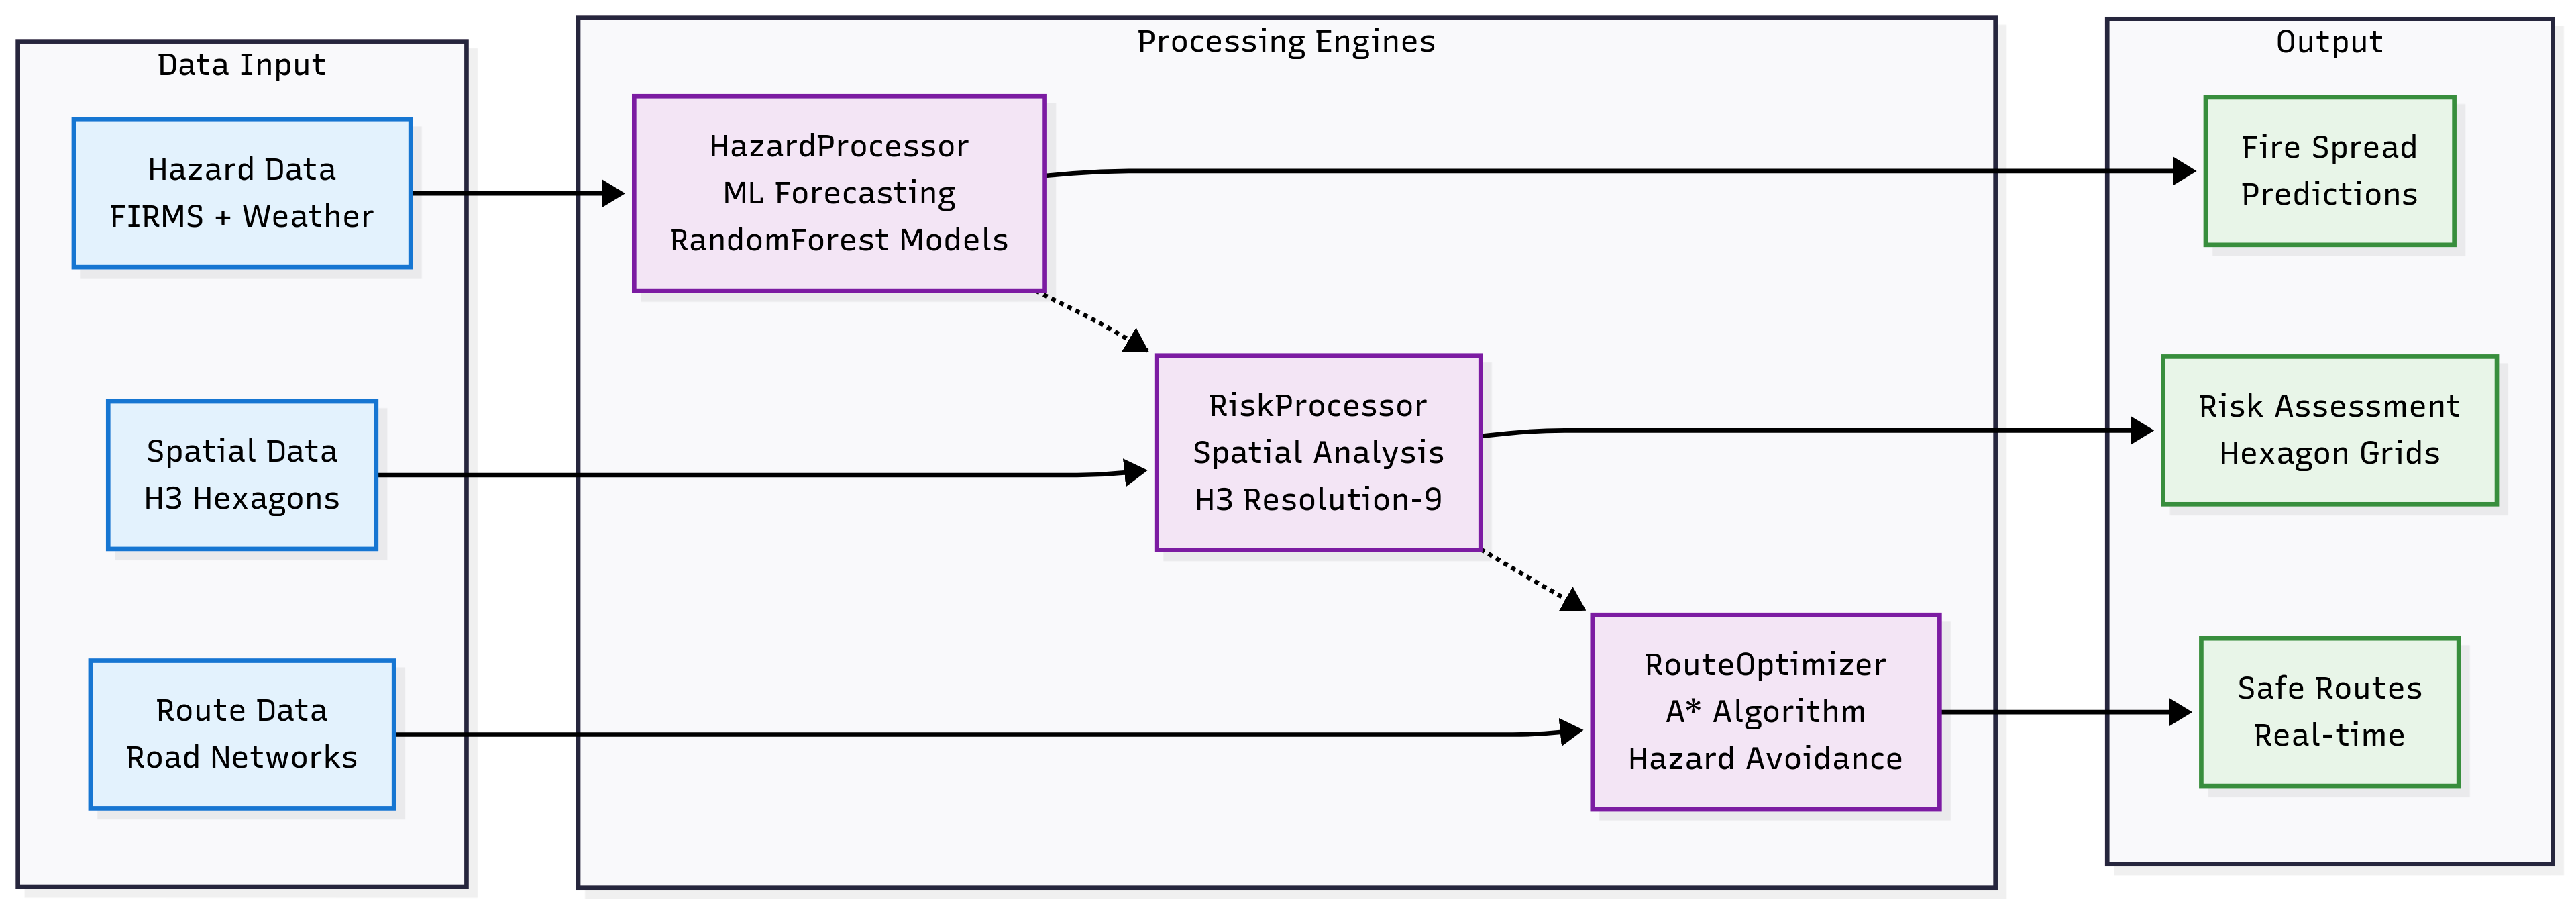 Data Input
Hazard Data
FIRMS + Weather
Spatial Data
H3 Hexagons
Route Data
Road Networks
Processing Engines
HazardProcessor
ML Forecasting
RandomForest Models
RiskProcessor
Spatial Analysis
H3 Resolution-9
RouteOptimizer
A* Algorithm
Hazard Avoidance
Output
Fire Spread
Predictions
Risk Assessment
Hexagon Grids
Safe Routes
Real-time